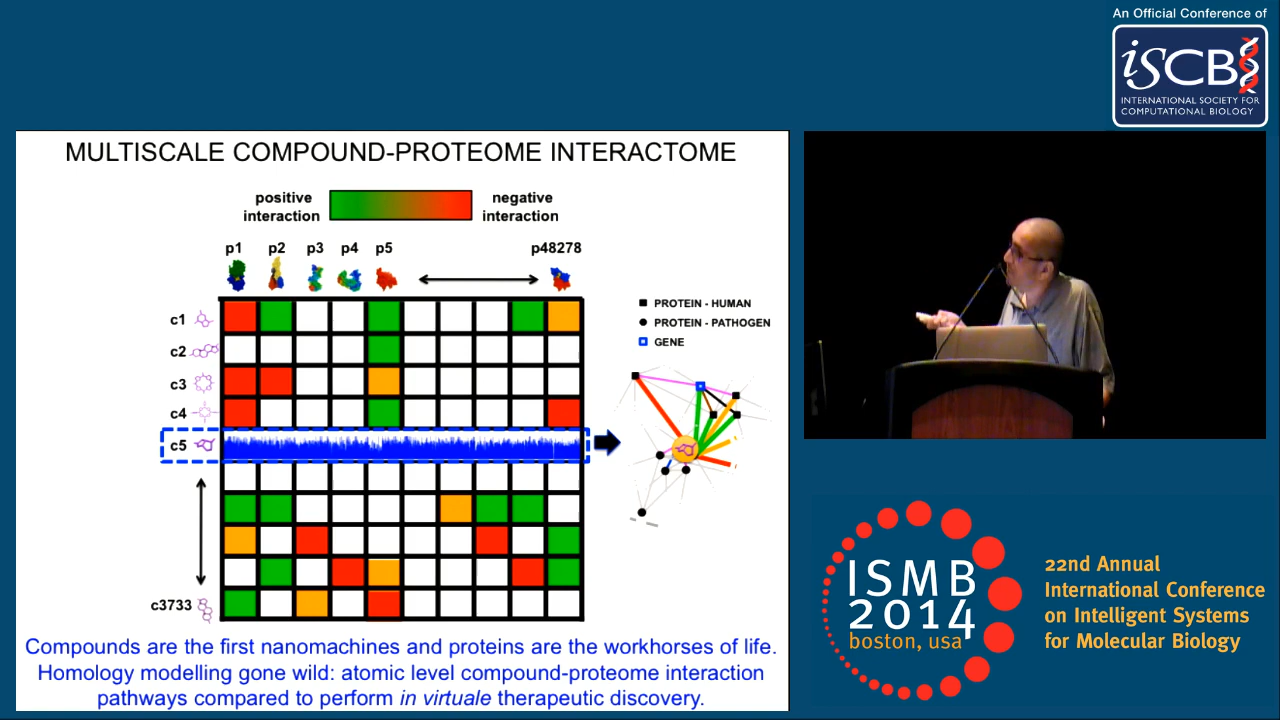 An Official Conference of
iSCB
INTERNATIONAL SOCIETY FOR
COMPUTATIONAL BIOLOGY
MULTISCALE COMPOUND-PROTEOME INTERACTOME
positive
interaction
negative
interaction
p1 p2 p3 p4 p5 p48278
c1
c2
c3
c4
c5
c3733
PROTEIN - HUMAN
PROTEIN - PATHOGEN
GENE
Compounds are the first nanomachines and proteins are the workhorses of life.
Homology modelling gone wild: atomic level compound-proteome interaction
pathways compared to perform in virtuale therapeutic discovery.
ISMB
2014
boston, usa
22nd Annual
International Conference
on Intelligent Systems
for Molecular Biology